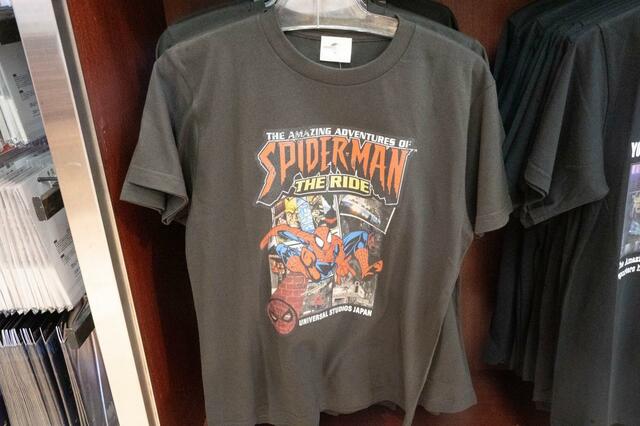 THE AMAZING ADVENTURES OF
SPIDER-MAN
THE RIDE
UNIVERSAL STUDIOS JAPAN